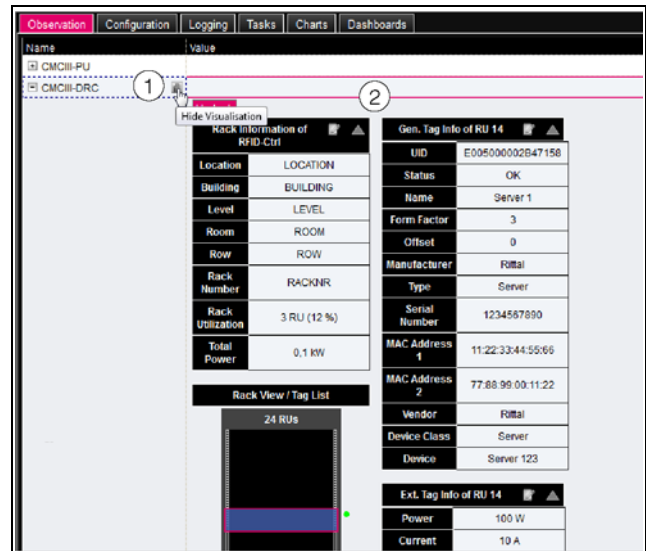 Observation Configuration Logging Tasks Charts Dashboards
Name Value
CMCIII-PU
CMCIII-DRC 1
2
Hide Visualisation
Rack Information of RFID-Ctrl
Location LOCATION
Building BUILDING
Level LEVEL
Room ROOM
Row ROW
Rack Number RACKNR
Rack Utilization 3 RU (12 %)
Total Power 0,1 kW
Rack View / Tag List
24 RUs
Gen. Tag Info of RU 14
UID E005000002B47158
Status OK
Name Server 1
Form Factor 3
Offset 0
Manufacturer Rittal
Type Server
Serial Number 1234567890
MAC Address 1 11:22:33:44:55:66
MAC Address 2 77:88:99:00:11:22
Vendor Rittal
Device Class Server
Device Server 123
Ext. Tag Info of RU 14
Power 100 W
Current 10 A